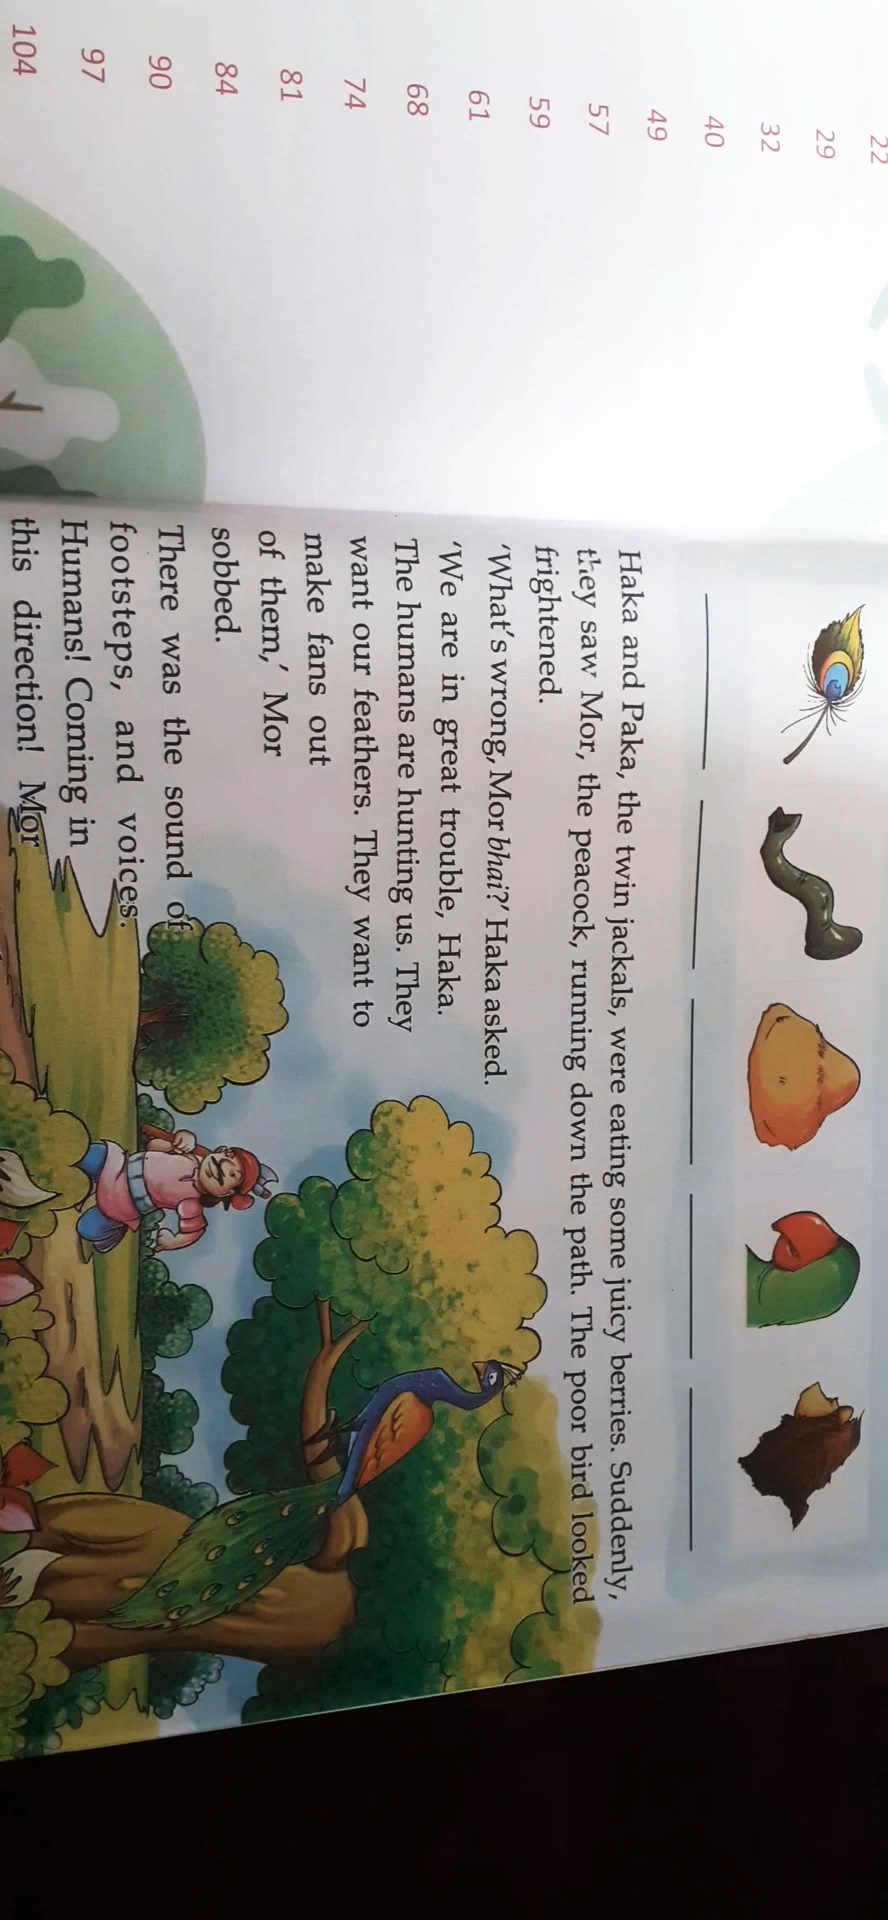 22
29
32
40
49
57
59
61
68
74
81
84
90
97
104
Haka and Paka, the twin jackals, were eating some juicy berries. Suddenly,
they saw Mor, the peacock, running down the path. The poor bird looked
frightened.
‘What’s wrong, Mor bhai?’ Haka asked.
‘We are in great trouble, Haka.
The humans are hunting us. They
want our feathers. They want to
make fans out
of them,’ Mor
sobbed.
There was the sound of
footsteps, and voices.
Humans! Coming in
this direction! Mor